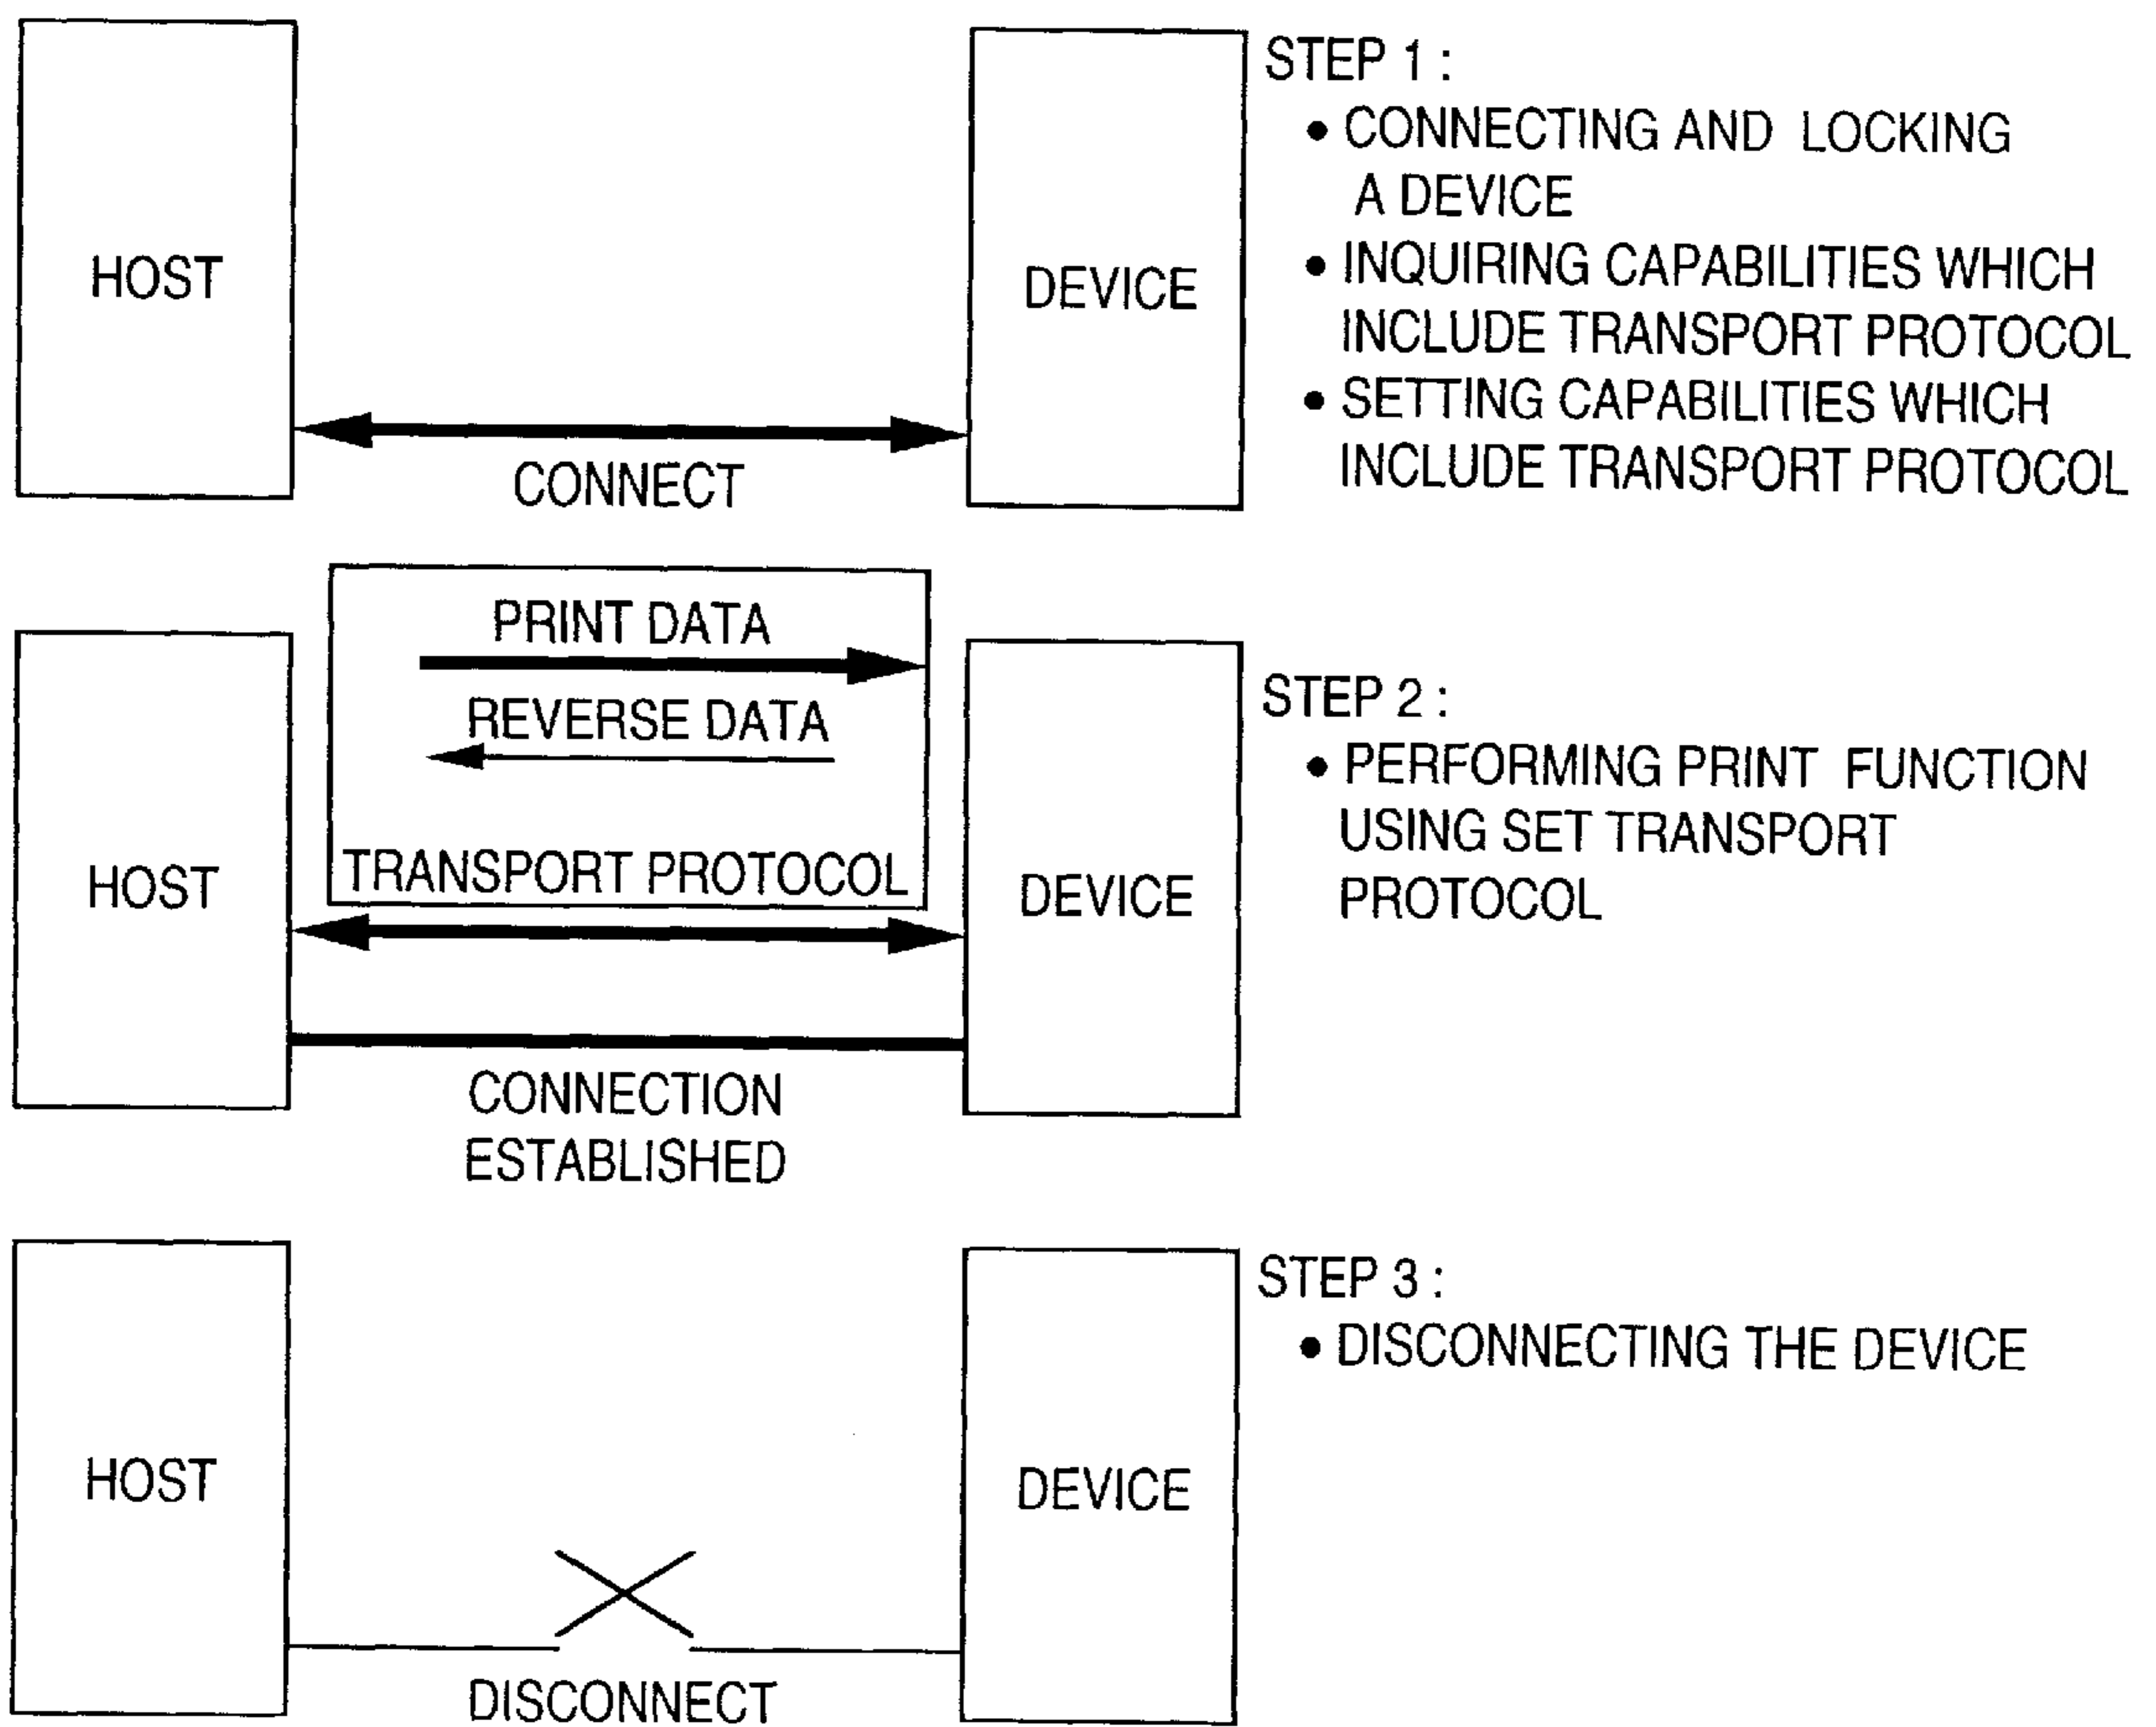 HOST
CONNECT
DEVICE
STEP 1 :
• CONNECTING AND LOCKING
A DEVICE
• INQUIRING CAPABILITIES WHICH
INCLUDE TRANSPORT PROTOCOL
• SETTING CAPABILITIES WHICH
INCLUDE TRANSPORT PROTOCOL
HOST
PRINT DATA
REVERSE DATA
TRANSPORT PROTOCOL
CONNECTION
ESTABLISHED
DEVICE
STEP 2 :
• PERFORMING PRINT FUNCTION
USING SET TRANSPORT
PROTOCOL
HOST
DISCONNECT
DEVICE
STEP 3 :
• DISCONNECTING THE DEVICE